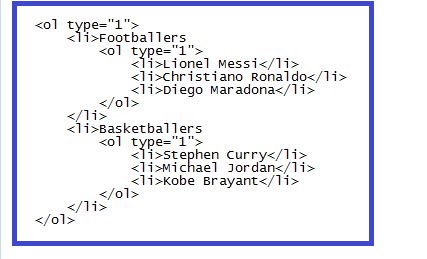 <ol type="1">
<li>Footballers
<ol type="1">
<li>Lionel Messi</li>
<li>Christiano Ronaldo</li>
<li>Diego Maradona</li>
</ol>
</li>
<li>Basketballers
<ol type="1">
<li>Stephen Curry</li>
<li>Michael Jordan</li>
<li>Kobe Brayant</li>
</ol>
</li>
</ol>